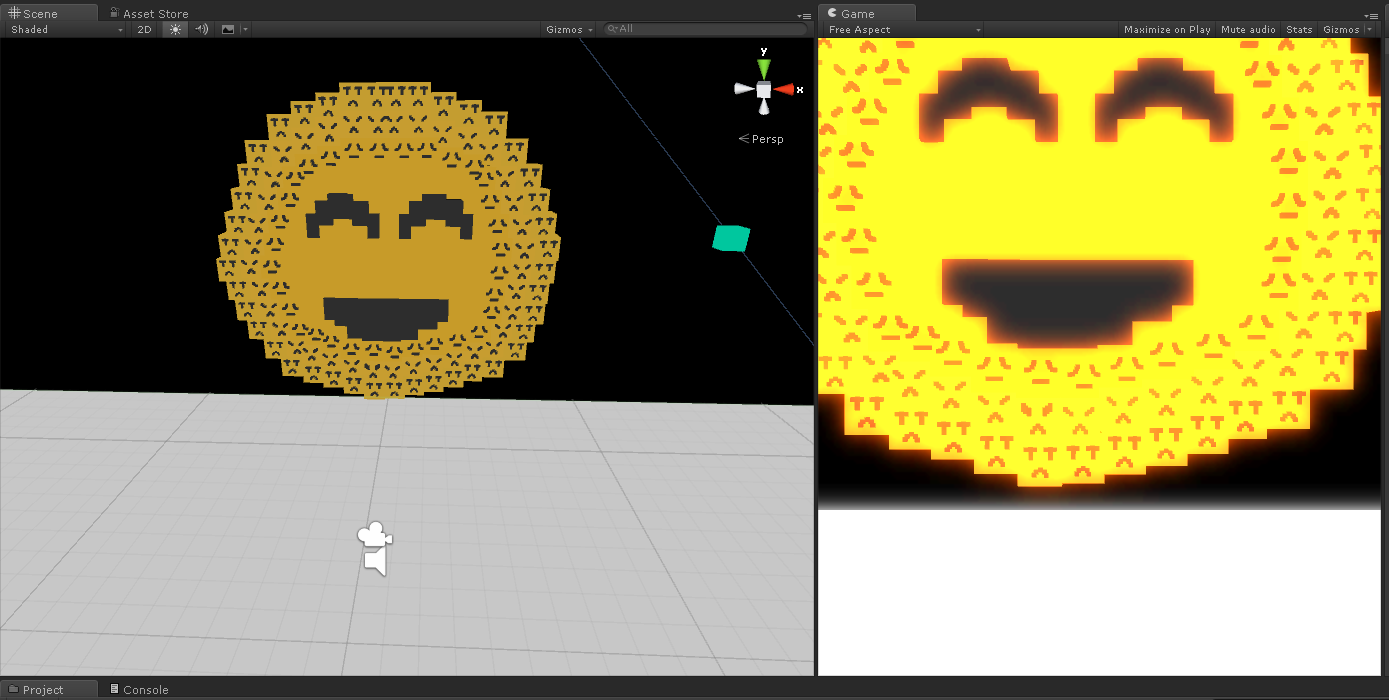 Scene
Asset Store
Shaded
2D
Gizmos
All
y
x
Persp
Game
Free Aspect
Maximize on Play
Mute audio
Stats
Gizmos
Project
Console